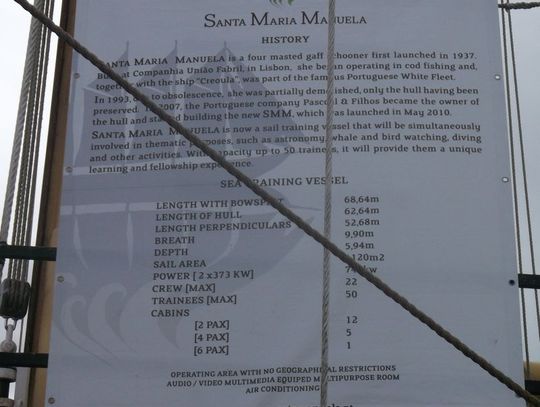 SANTA MARIA MANUELA
HISTORY
SANTA MARIA MANUELA is a four masted gaff schooner first launched in 1937.
Built at Companhia União Fabril, in Lisbon, she began operating in cod fishing and,
together with the ship "Creoula", was part of the famous Portuguese White Fleet.
In 1993, due to obsolescence, she was partially demolished, only the hull having been
preserved. In 2007, the Portuguese company Pascoal & Filhos became the owner of
the hull and started building the new SMM, which was launched in May 2010.
SANTA MARIA MANUELA is now a sail training vessel that will be simultaneously
involved in thematic purposes, such as astronomy, whale and bird watching, diving
and other activities. With capacity up to 50 trainees, it will provide them a unique
learning and fellowship experience.
SEA TRAINING VESSEL
LENGTH WITH BOWSPRIT 68,64m
LENGTH OF HULL 62,64m
LENGTH PERPENDICULARS 52,68m
BREATH 9,90m
DEPTH 5,94m
SAIL AREA 120m2
POWER [ 2 x373 KW] kw
CREW [MAX] 22
TRAINEES [MAX] 50
CABINS
[2 PAX] 12
[4 PAX] 5
[6 PAX] 1
OPERATING AREA WITH NO GEOGRAPHICAL RESTRICTIONS
AUDIO / VIDEO MULTIMEDIA EQUIPED MULTIPURPOSE ROOM
AIR CONDITIONING